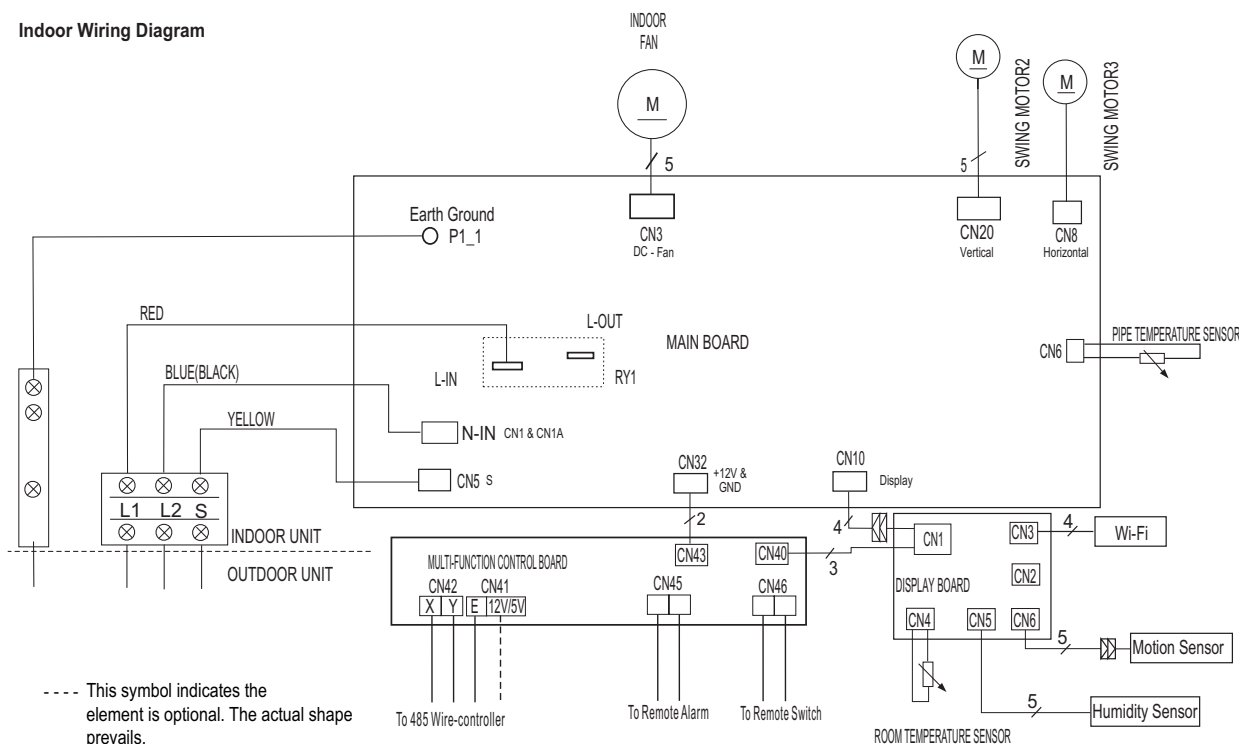 Indoor Wiring Diagram
INDOOR
FAN
M
M
M
SWING MOTOR2
SWING MOTOR3
5
5
Earth Ground
P1_1
CN3
DC - Fan
CN20
Vertical
CN8
Horizontal
RED
L-OUT
MAIN BOARD
PIPE TEMPERATURE SENSOR
CN6
L-IN
RY1
BLUE(BLACK)
YELLOW
N-IN CN1 & CN1A
CN5 S
CN32
+12V &
GND
CN10
Display
L1 L2 S
INDOOR UNIT
OUTDOOR UNIT
2
4
3
MULTI-FUNCTION CONTROL BOARD
CN43
CN40
CN42
CN41
X Y E 12V/5V
CN45
CN46
CN1
CN3
4
Wi-Fi
CN2
DISPLAY BOARD
CN4
CN5
CN6
5
Motion Sensor
5
Humidity Sensor
To 485 Wire-controller
To Remote Alarm
To Remote Switch
ROOM TEMPERATURE SENSOR
- - - - This symbol indicates the
element is optional. The actual shape
prevails.